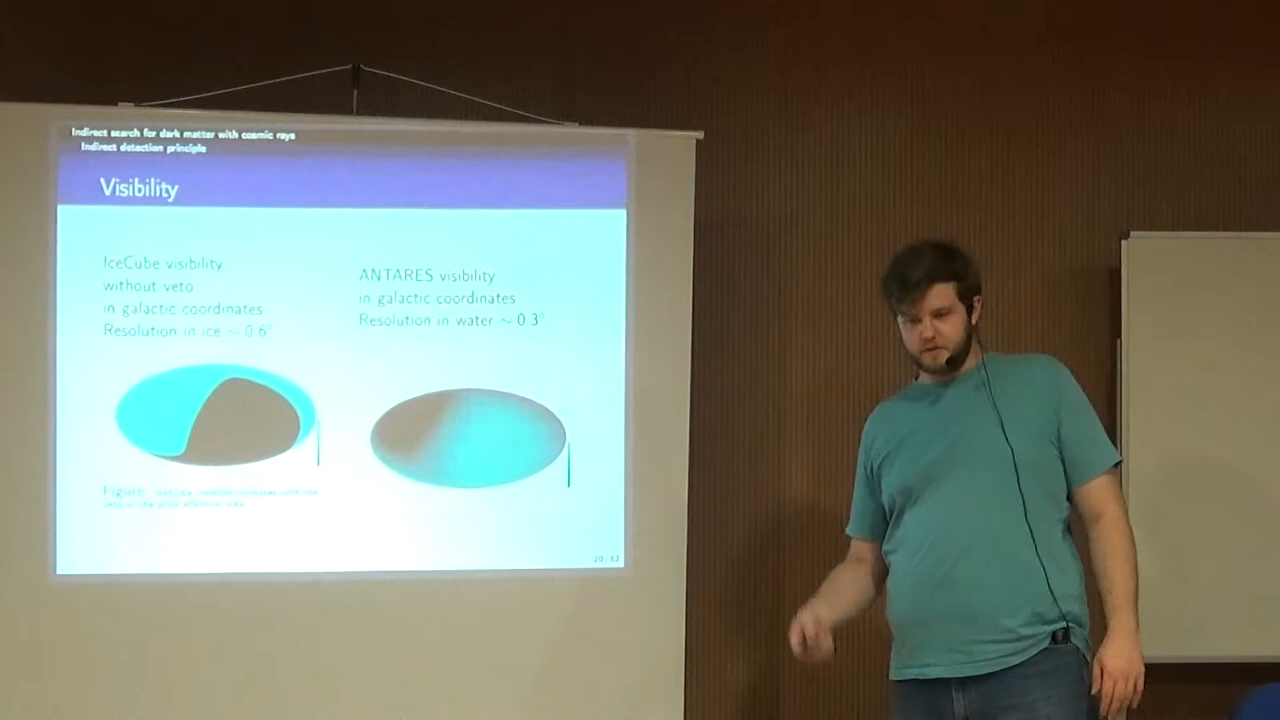 Indirect search for dark matter with cosmic rays
Indirect detection principle
Visibility
IceCube visibility
without veto
in galactic coordinates
Resolution in ice ∼ 0.6°
ANTARES visibility
in galactic coordinates
Resolution in water ∼ 0.3°
Figure:
20/42